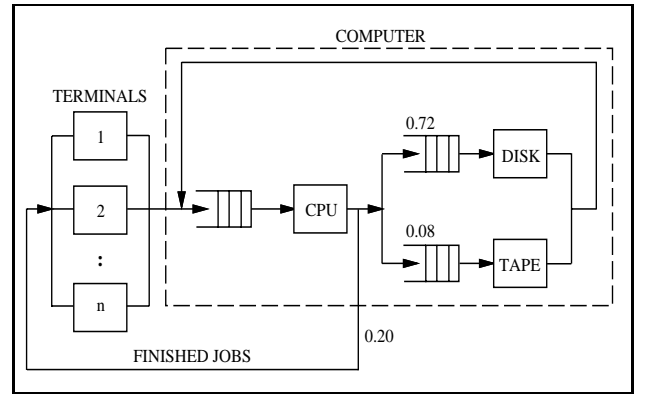 COMPUTER
TERMINALS
1
2
:
n
CPU
0.72
DISK
0.08
TAPE
0.20
FINISHED JOBS